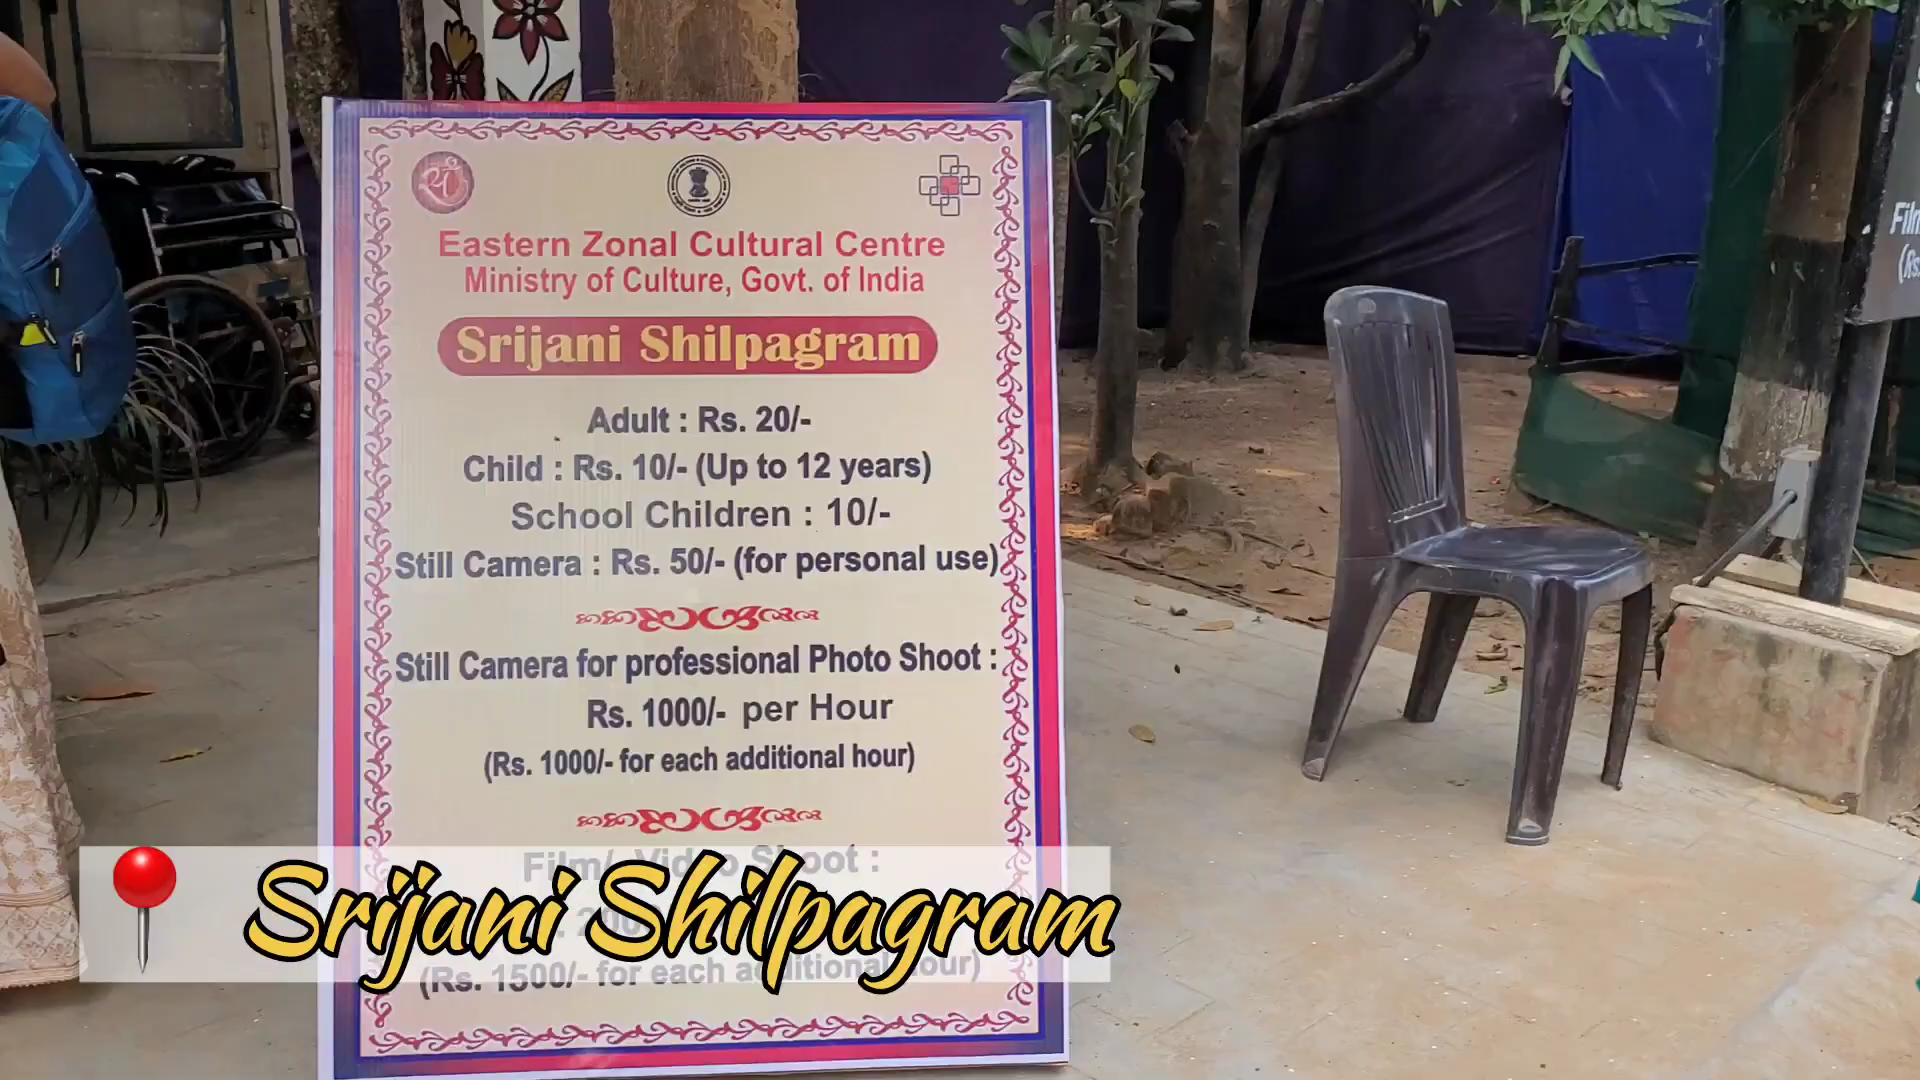 Eastern Zonal Cultural Centre
Ministry of Culture, Govt. of India
Srijani Shilpagram
Adult : Rs. 20/-
Child : Rs. 10/- (Up to 12 years)
School Children : 10/-
Still Camera : Rs. 50/- (for personal use)
Still Camera for professional Photo Shoot :
Rs. 1000/- per Hour
(Rs. 1000/- for each additional hour)
Film/ Video Shoot :
Srijani Shilpagram
(Rs. 1500/- for each additional hour)